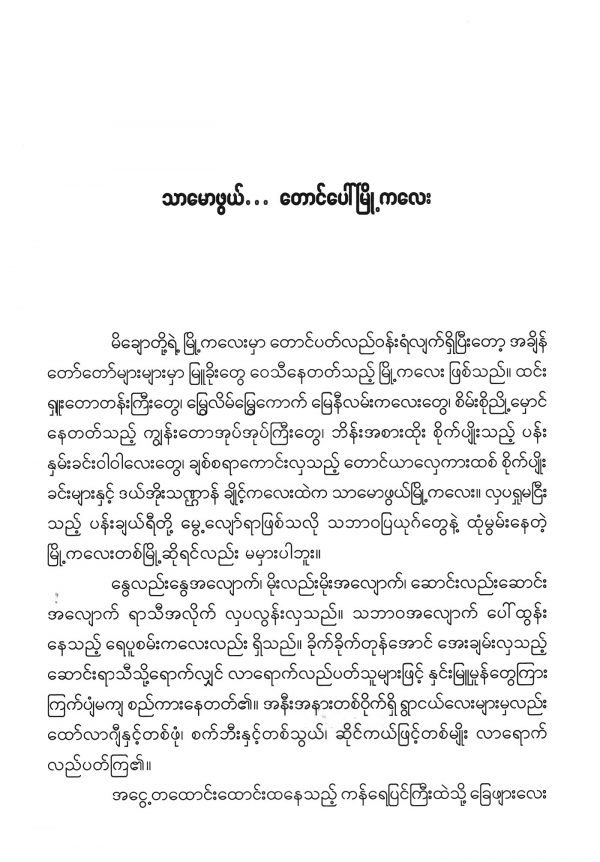 သာမောဖွယ်... တောင်ပေါ်မြို့ကလေး
မိချောတို့ရဲ့ မြို့ကလေးမှာ တောင်ပတ်လည်ဝန်းရံလျက်ရှိပြီးတော့ အချိန်
တော်တော်များများမှာ မြူခိုးတွေ ဝေသီနေတတ်သည့် မြို့ကလေး ဖြစ်သည်။ ထင်း
ရှူးတောတန်းကြီးတွေ၊ မြွေလိမ်မြွေကောက် မြေနီလမ်းကလေးတွေ၊ စိမ်းစိုညို့မှောင်
နေတတ်သည့် ကျွန်းတောအုပ်အုပ်ကြီးတွေ၊ ဘိန်းအစားထိုး စိုက်ပျိုးသည့် ပန်း
နှမ်းခင်းဝါဝါလေးတွေ၊ ချစ်စရာကောင်းလှသည့် တောင်ယာလှေကားထစ် စိုက်ပျိုး
ခင်းများနှင့် ဒယ်အိုးသဏ္ဌာန် ချိုင့်ကလေးထဲက သာမောဖွယ်မြို့ကလေး။ လှပရှုမငြီး
သည့် ပန်းချယ်ရီတို့ မွေ့လျော်ရာဖြစ်သလို သဘာဝပြယုဂ်တွေနဲ့ ထုံမွမ်းနေတဲ့
မြို့ကလေးတစ်မြို့ဆိုရင်လည်း မမှားပါဘူး။
နွေလည်းနွေအလျောက်၊ မိုးလည်းမိုးအလျောက်၊ ဆောင်းလည်းဆောင်း
အလျောက် ရာသီအလိုက် လှပလွန်းလှသည်။ သဘာဝအလျောက် ပေါ်ထွန်း
နေသည့် ရေပူစမ်းကလေးလည်း ရှိသည်။ ခိုက်ခိုက်တုန်အောင် အေးချမ်းလှသည့်
ဆောင်းရာသီသို့ရောက်လျှင် လာရောက်လည်ပတ်သူများဖြင့် နှင်းမြူမှုန်တွေကြား
ကြက်ပျံမကျ စည်ကားနေတတ်၏။ အနီးအနားတစ်ဝိုက်ရှိ ရွာငယ်လေးများမှလည်း
ထော်လာဂျီနှင့်တစ်ဖုံ၊ စက်ဘီးနှင့်တစ်သွယ်၊ ဆိုင်ကယ်ဖြင့်တစ်မျိုး လာရောက်
လည်ပတ်ကြ၏။
အငွေ့တထောင်းထောင်းထနေသည့် ကန်ရေပြင်ကြီးထဲသို့ ခြေဖျားလေး